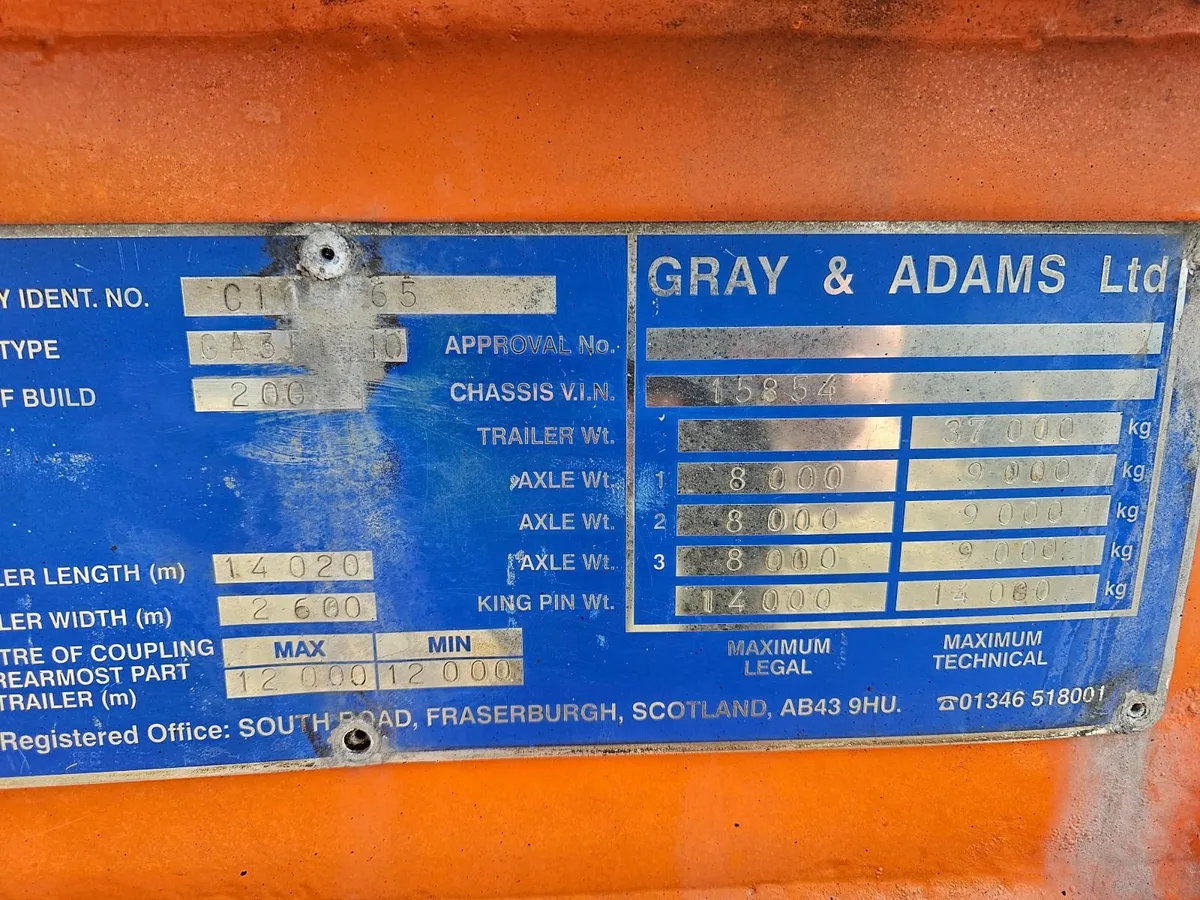 Y IDENT. NO.
TYPE
F BUILD
APPROVAL No.
CHASSIS V.I.N.
TRAILER Wt.
AXLE Wt.
AXLE Wt.
AXLE Wt.
KING PIN Wt.
GRAY & ADAMS Ltd
15854
37 000 kg
1 8 000 9 000 kg
2 8 000 9 000 kg
3 8 000 9 000 kg
14 000 14 000 kg
MAXIMUM LEGAL
MAXIMUM TECHNICAL
LER LENGTH (m) 14 020
LER WIDTH (m) 2 600
TRE OF COUPLING MAX MIN
REARMOST PART 12 000 12 000
TRAILER (m)
Registered Office: SOUTH ROAD, FRASERBURGH, SCOTLAND, AB43 9HU. ☎01346 518001